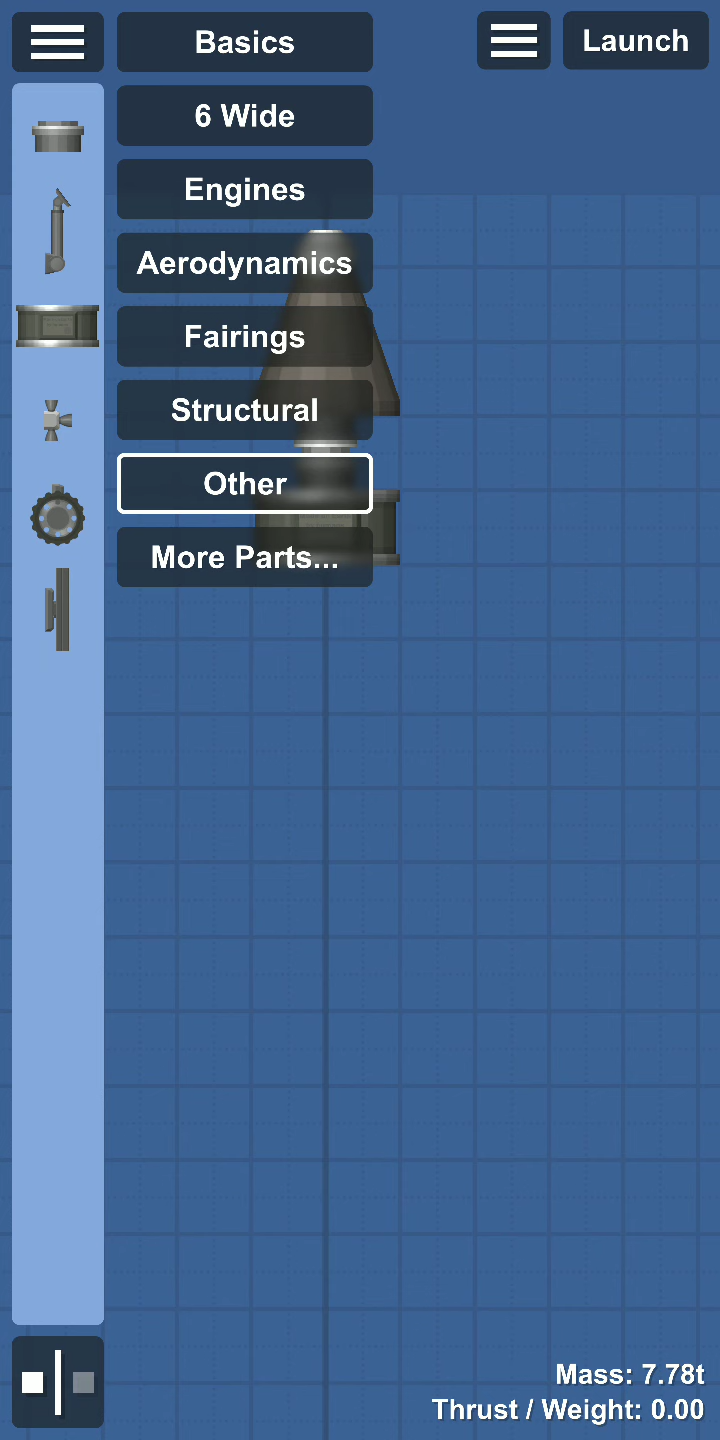 Basics
Launch
6 Wide
Engines
Aerodynamics
Fairings
Structural
Other
More Parts...
Mass: 7.78t
Thrust / Weight: 0.00